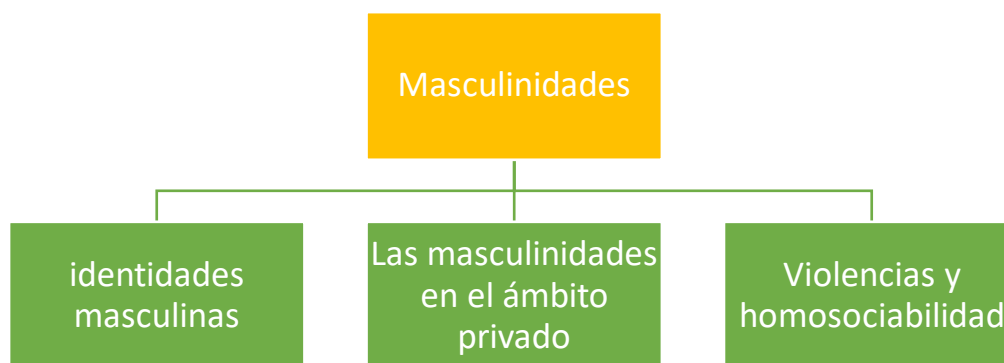 Masculinidades
identidades
masculinas
Las masculinidades
en el ámbito
privado
Violencias y
homosociabilidad